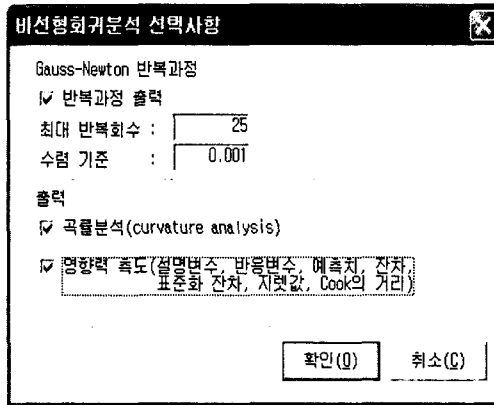 비선형회귀분석 선택사항
Gauss-Newton 반복과정
반복과정 출력
최대 반복회수 : 25
수렴 기준 : 0.001
출력
곡률분석(curvature analysis)
영향력 측도(설명변수, 반응변수, 예측치, 잔차,
표준화 잔차, 지렛값, Cook의 거리)
확인(O) 취소(C)